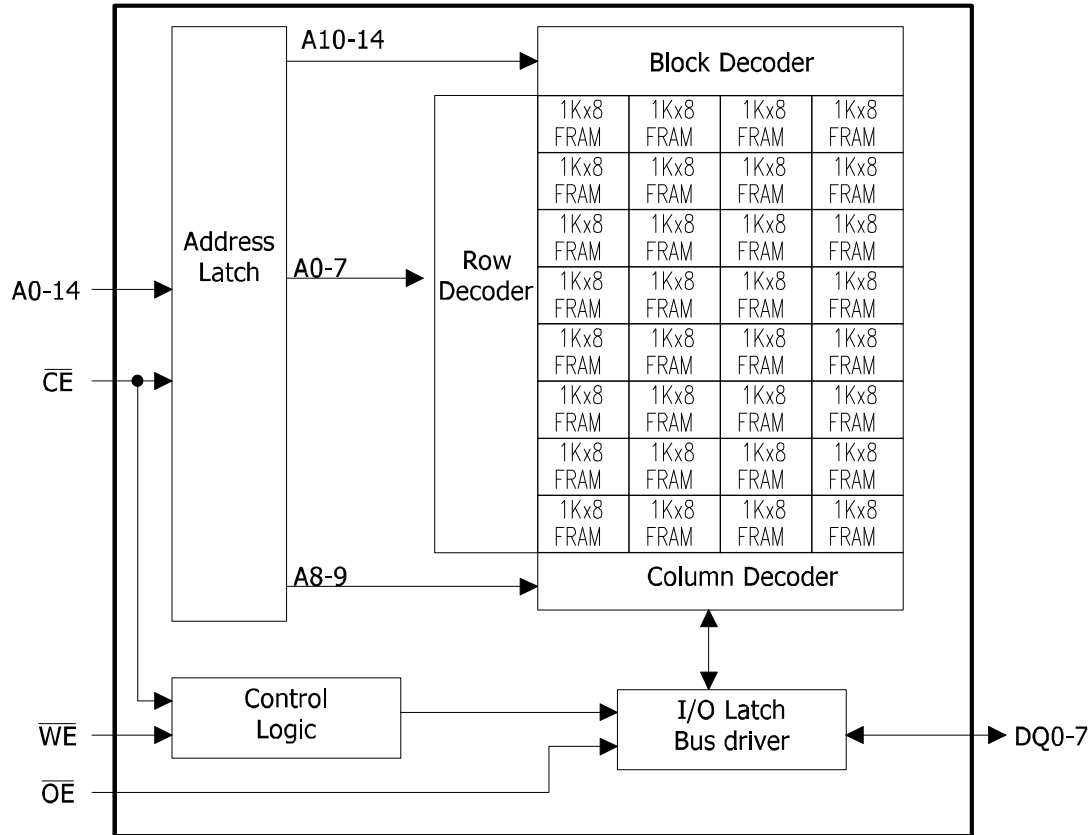 A10-14
Block Decoder
1Kx8 1Kx8 1Kx8 1Kx8
FRAM FRAM FRAM FRAM
1Kx8 1Kx8 1Kx8 1Kx8
FRAM FRAM FRAM FRAM
1Kx8 1Kx8 1Kx8 1Kx8
FRAM FRAM FRAM FRAM
1Kx8 1Kx8 1Kx8 1Kx8
FRAM FRAM FRAM FRAM
1Kx8 1Kx8 1Kx8 1Kx8
FRAM FRAM FRAM FRAM
1Kx8 1Kx8 1Kx8 1Kx8
FRAM FRAM FRAM FRAM
1Kx8 1Kx8 1Kx8 1Kx8
FRAM FRAM FRAM FRAM
1Kx8 1Kx8 1Kx8 1Kx8
FRAM FRAM FRAM FRAM
Address
Latch
A0-7
Row
Decoder
A0-14
C̅E̅
A8-9
Column Decoder
Control
Logic
I/O Latch
Bus driver
W̅E̅
DQ0-7
O̅E̅